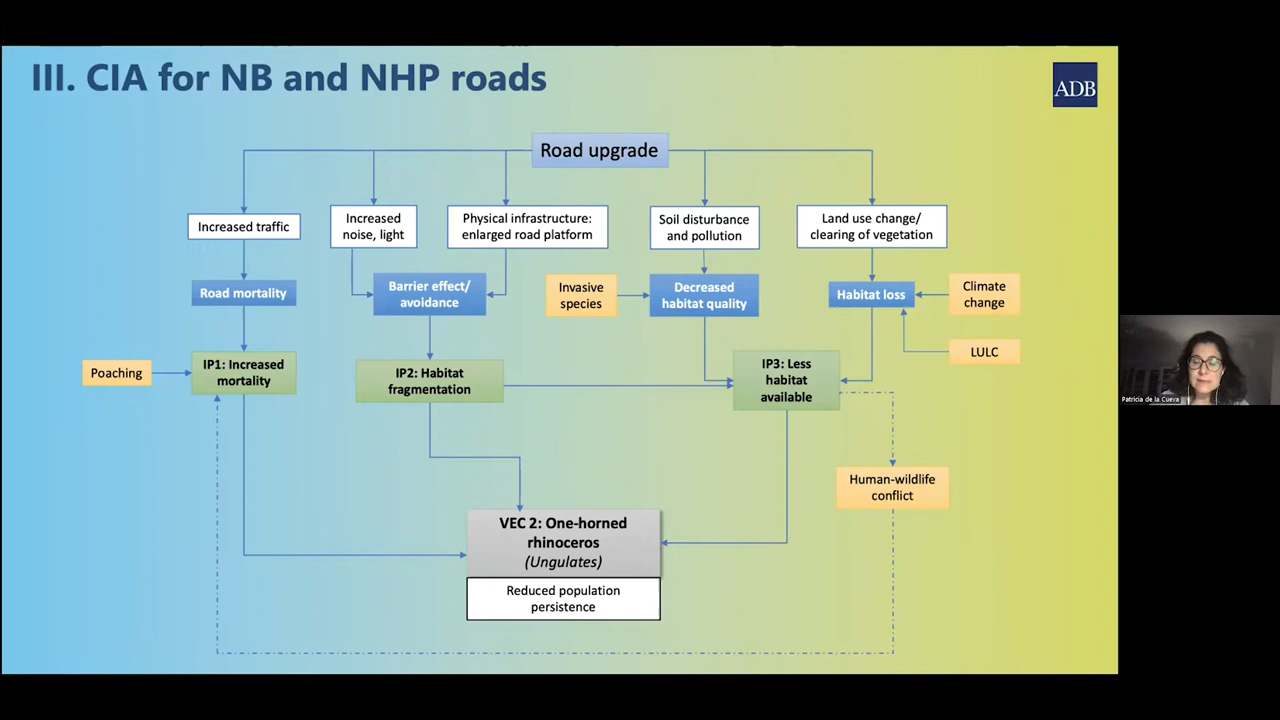 III. CIA for NB and NHP roads
ADB
Road upgrade
Increased traffic
Increased
noise, light
Physical infrastructure:
enlarged road platform
Soil disturbance
and pollution
Land use change/
clearing of vegetation
Road mortality
Barrier effect/
avoidance
Invasive
species
Decreased
habitat quality
Habitat loss
Climate
change
LULC
Poaching
IP1: Increased
mortality
IP2: Habitat
fragmentation
IP3: Less
habitat
available
Human-wildlife
conflict
VEC 2: One-horned
rhinoceros
(Ungulates)
Reduced population
persistence
Patricia de la Cueva